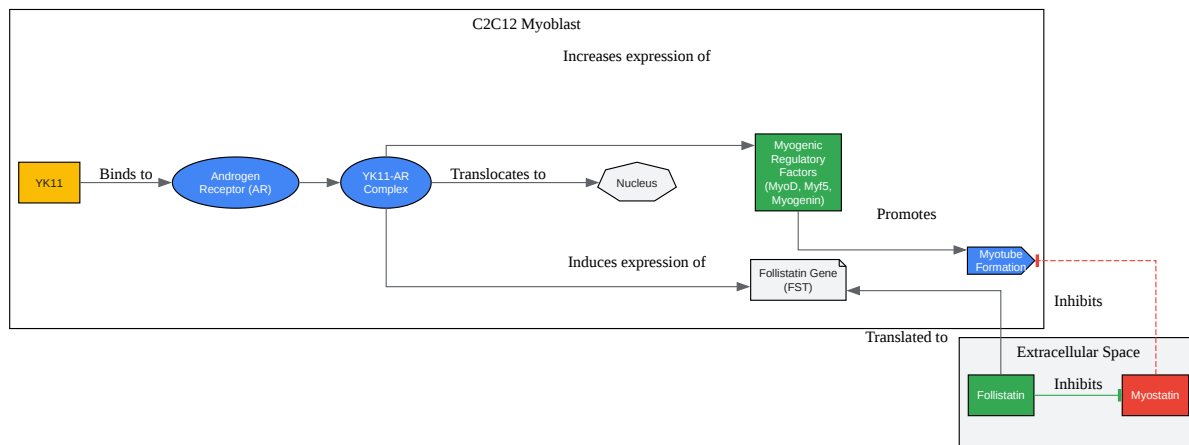 C2C12 Myoblast
Increases expression of
YK11
Binds to
Androgen
Receptor (AR)
YK11-AR
Complex
Translocates to
Nucleus
Myogenic
Regulatory
Factors
(MyoD, Myf5,
Myogenin)
Promotes
Myotube
Formation
Induces expression of
Follistatin Gene
(FST)
Inhibits
Translated to
Extracellular Space
Follistatin
Inhibits
Myostatin